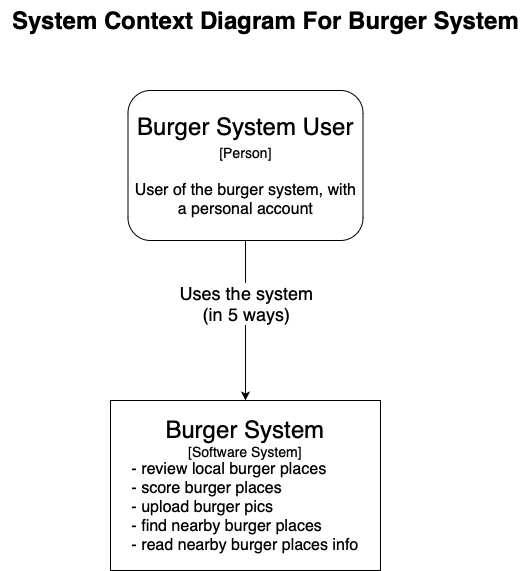 System Context Diagram For Burger System
Burger System User
[Person]
User of the burger system, with
a personal account
Uses the system
(in 5 ways)
Burger System
[Software System]
- review local burger places
- score burger places
- upload burger pics
- find nearby burger places
- read nearby burger places info